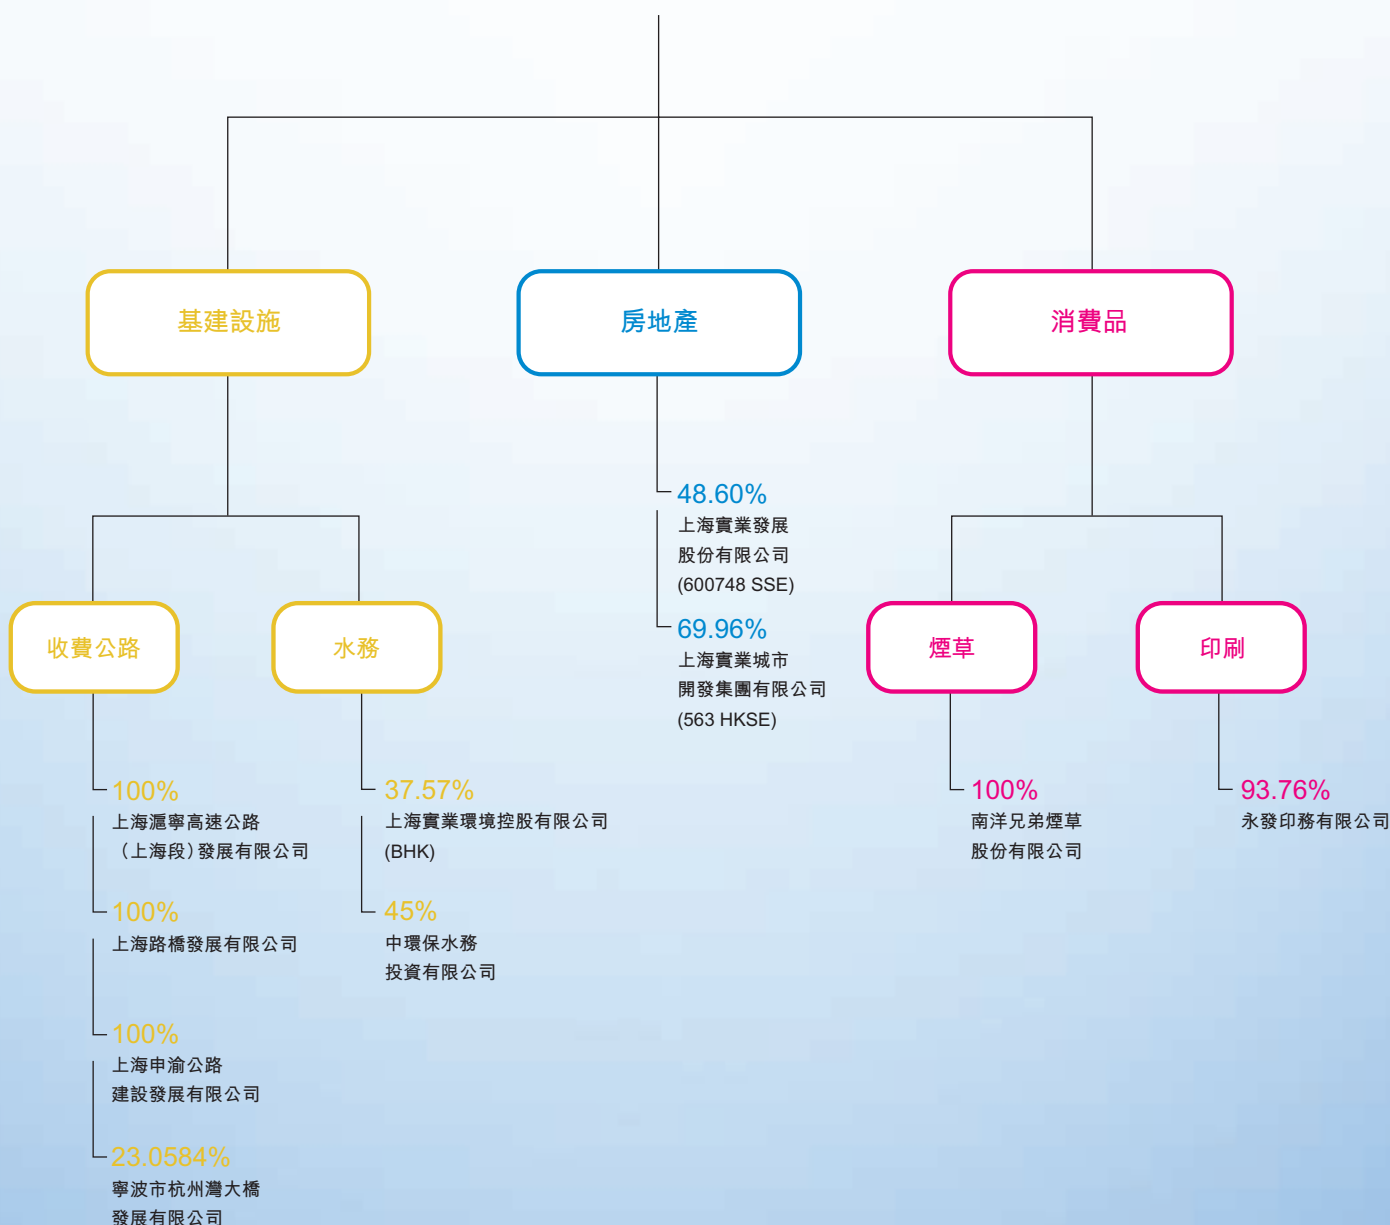 基建設施
房地產
消費品
48.60%
上海實業發展
股份有限公司
(600748 SSE)
69.96%
上海實業城市
開發集團有限公司
(563 HKSE)
收費公路
水務
煙草
印刷
100%
上海滬寧高速公路
（上海段）發展有限公司
100%
上海路橋發展有限公司
100%
上海申渝公路
建設發展有限公司
23.0584%
寧波市杭州灣大橋
發展有限公司
37.57%
上海實業環境控股有限公司
(BHK)
45%
中環保水務
投資有限公司
100%
南洋兄弟煙草
股份有限公司
93.76%
永發印務有限公司